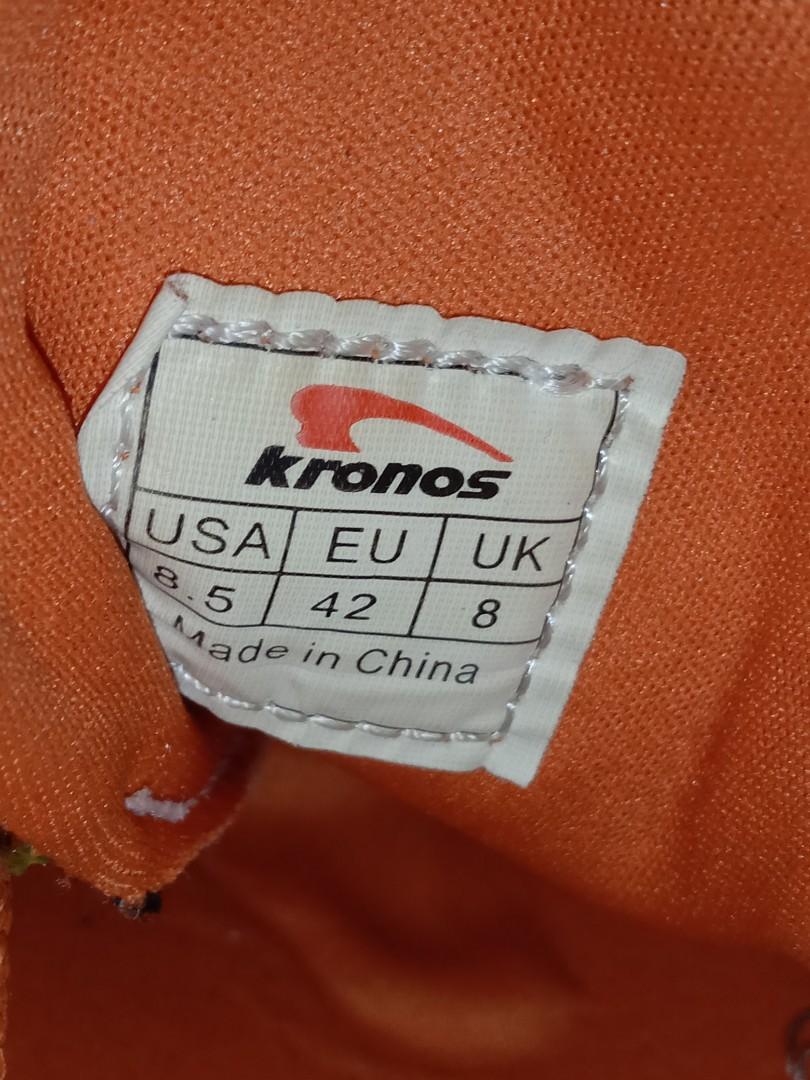 kronos
USA EU UK
8.5 42 8
Made in China